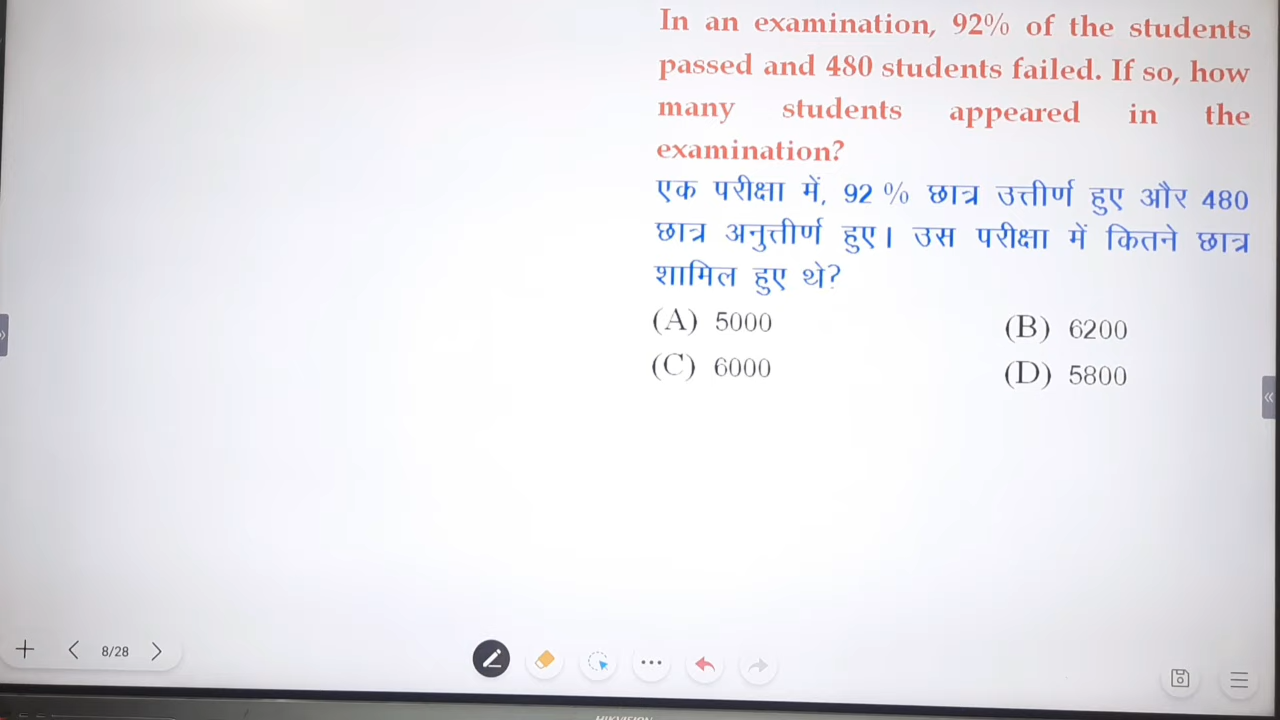 In an examination, 92% of the students
passed and 480 students failed. If so, how
many students appeared in the
examination?
एक परीक्षा में, 92 % छात्र उत्तीर्ण हुए और 480
छात्र अनुत्तीर्ण हुए। उस परीक्षा में कितने छात्र
शामिल हुए थे?
(A) 5000 (B) 6200
(C) 6000 (D) 5800
8/28
HIKVISION